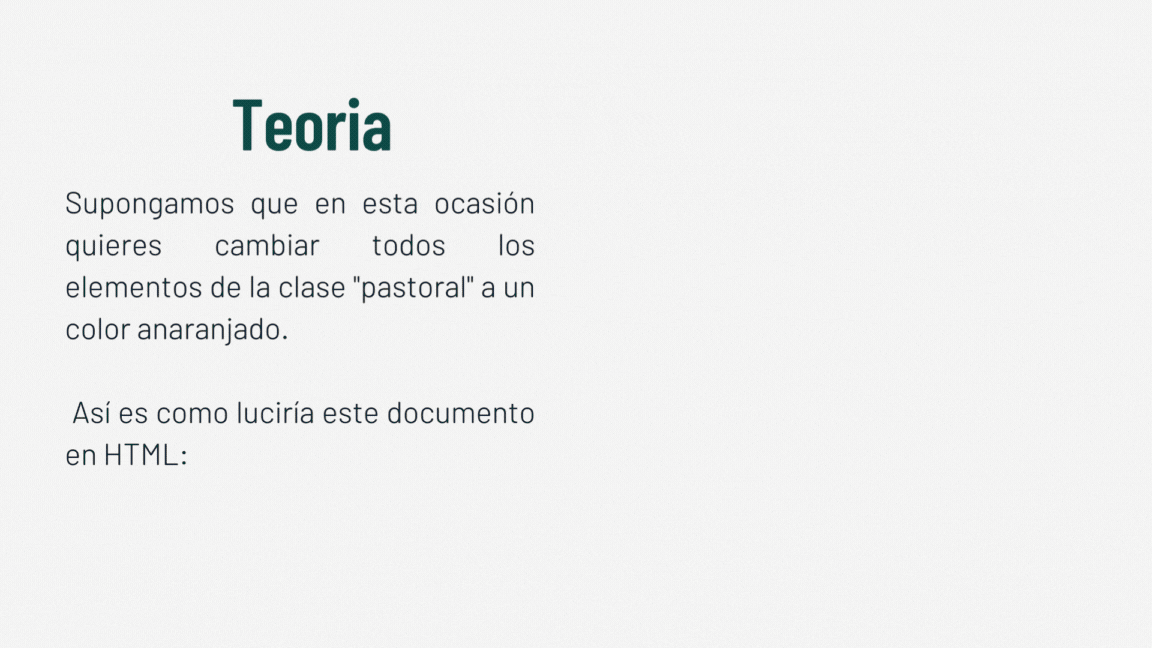 Teoria
Supongamos que en esta ocasión
quieres cambiar todos los
elementos de la clase "pastoral" a un
color anaranjado.
Así es como luciría este documento
en HTML: